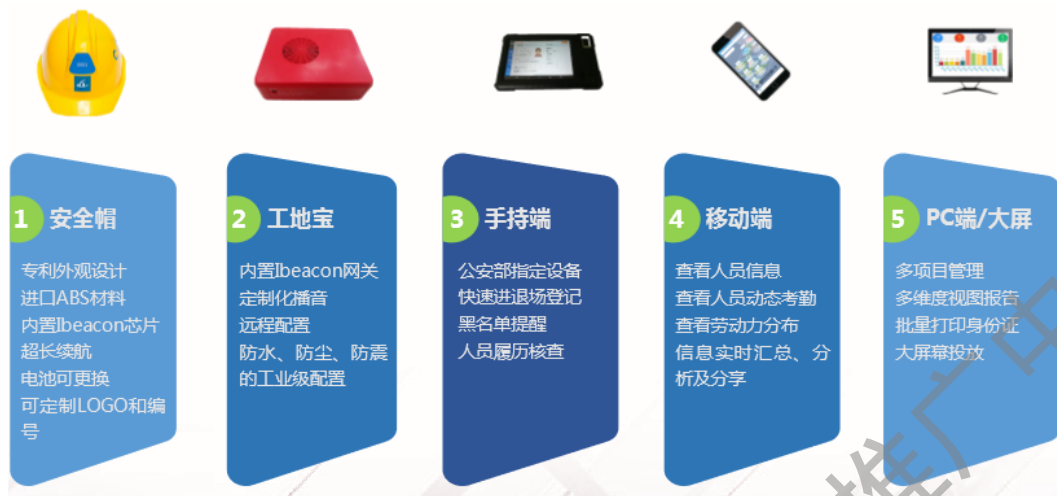 1 安全帽
专利外观设计
进口ABS材料
内置Ibeacon芯片
超长续航
电池可更换
可定制LOGO和编
号
2 工地宝
内置Ibeacon网关
定制化播音
远程配置
防水、防尘、防震
的工业级配置
3 手持端
公安部指定设备
快速进退场登记
黑名单提醒
人员履历核查
4 移动端
查看人员信息
查看人员动态考勤
查看劳动力分布
信息实时汇总、分
析及分享
5 PC端/大屏
多项目管理
多维度视图报告
批量打印身份证
大屏幕投放
推广中